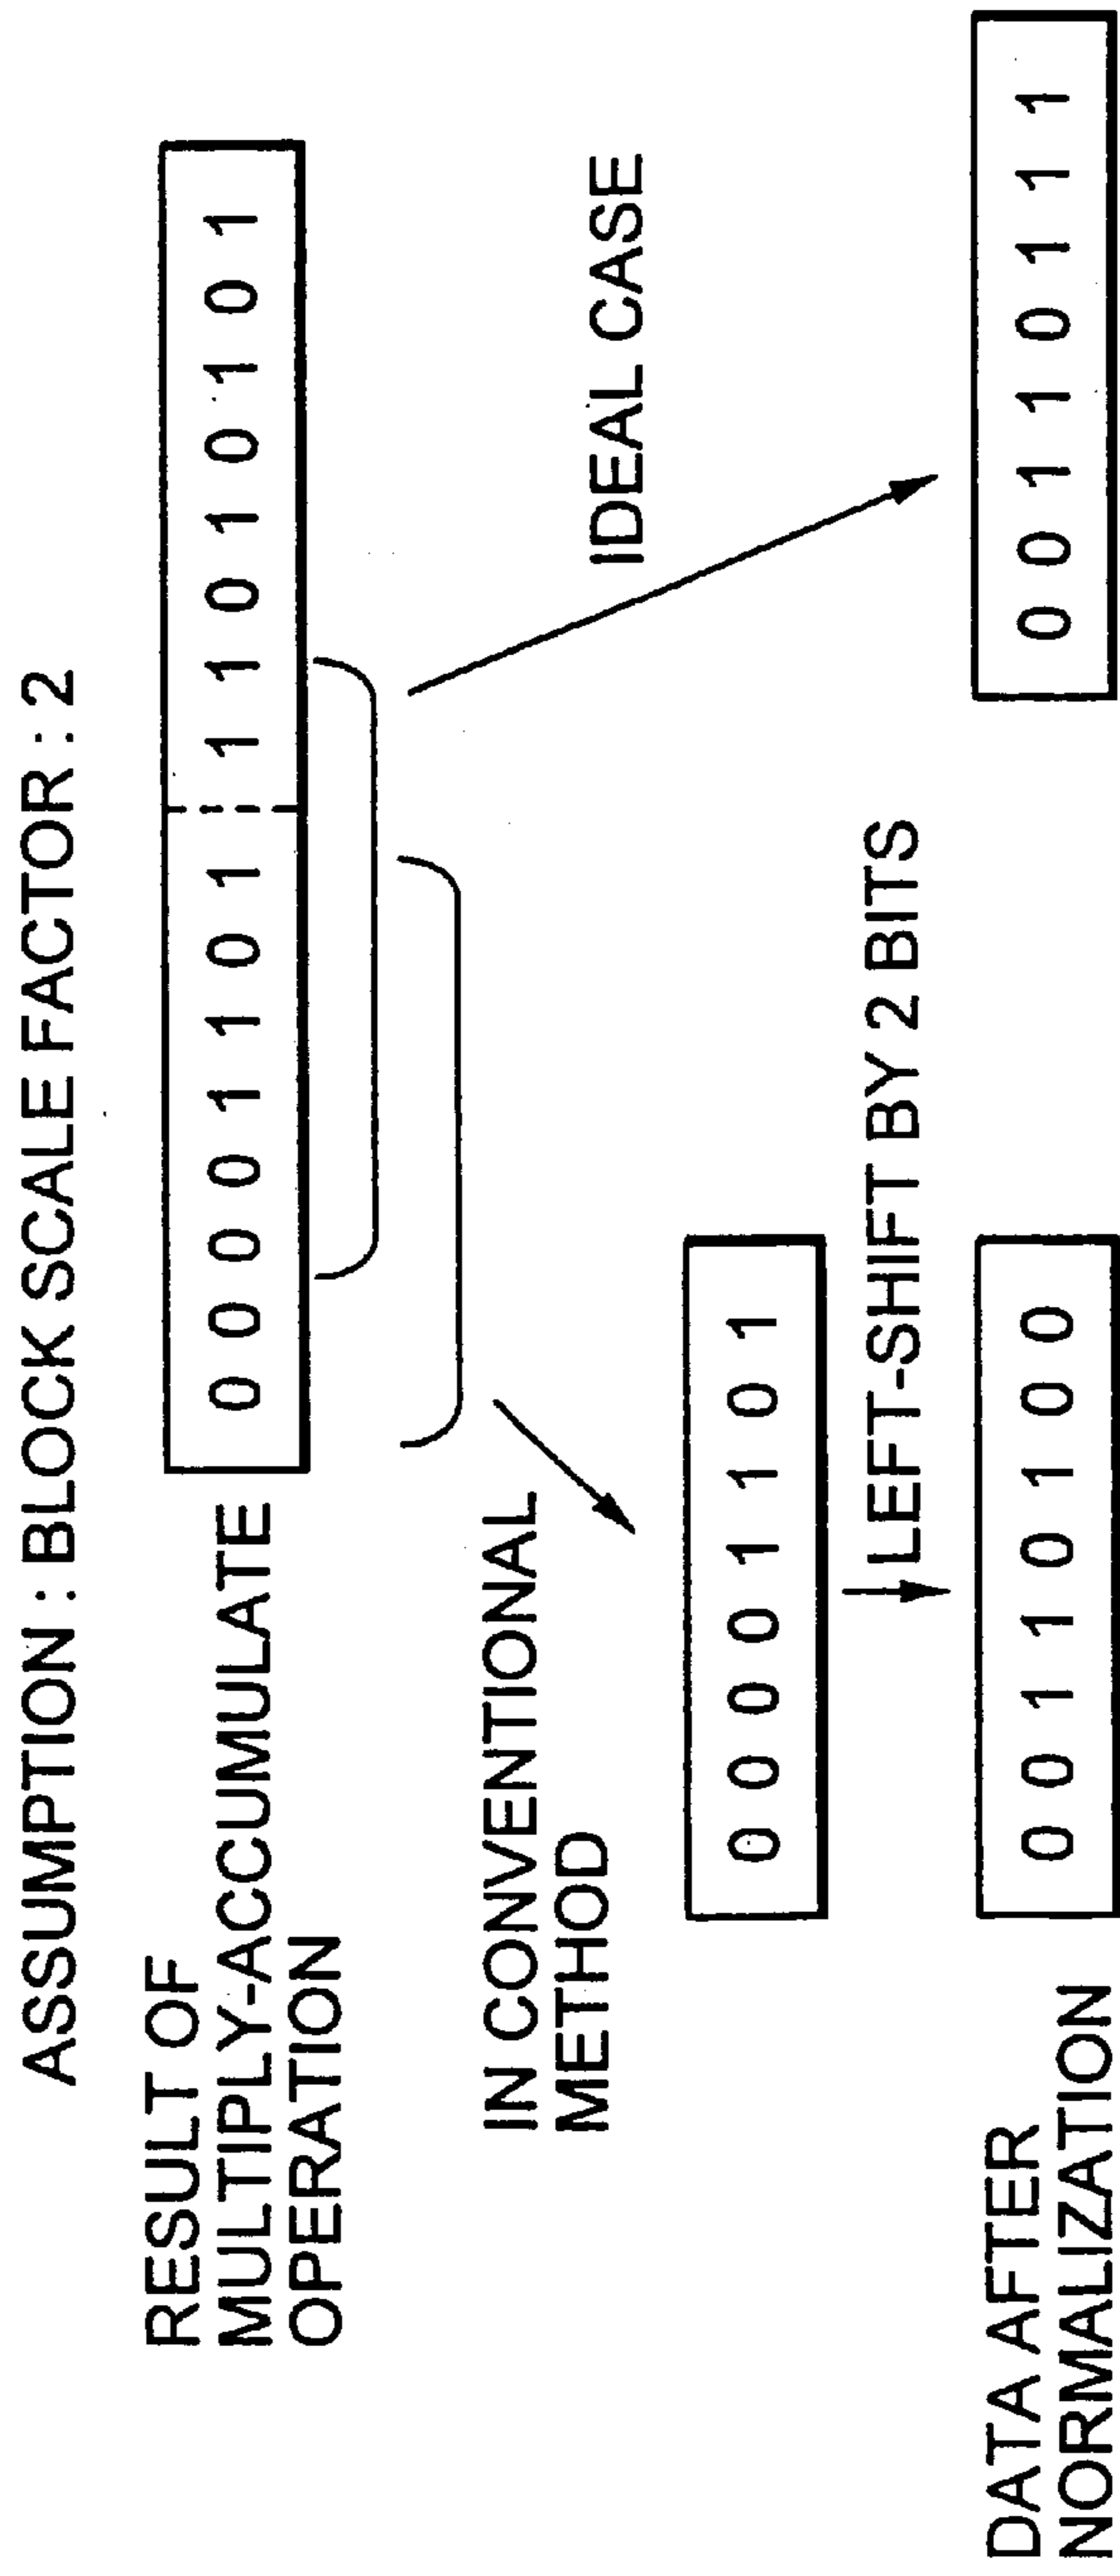 ASSUMPTION : BLOCK SCALE FACTOR : 2
RESULT OF
MULTIPLY-ACCUMULATE
OPERATION
0 0 0 0 1 1 0 1 1 1 0 1 0 1 0 1
IN CONVENTIONAL
METHOD
IDEAL CASE
0 0 0 0 1 1 0 1
LEFT-SHIFT BY 2 BITS
DATA AFTER
NORMALIZATION
0 0 1 1 0 1 0 0
0 0 1 1 0 1 1 1